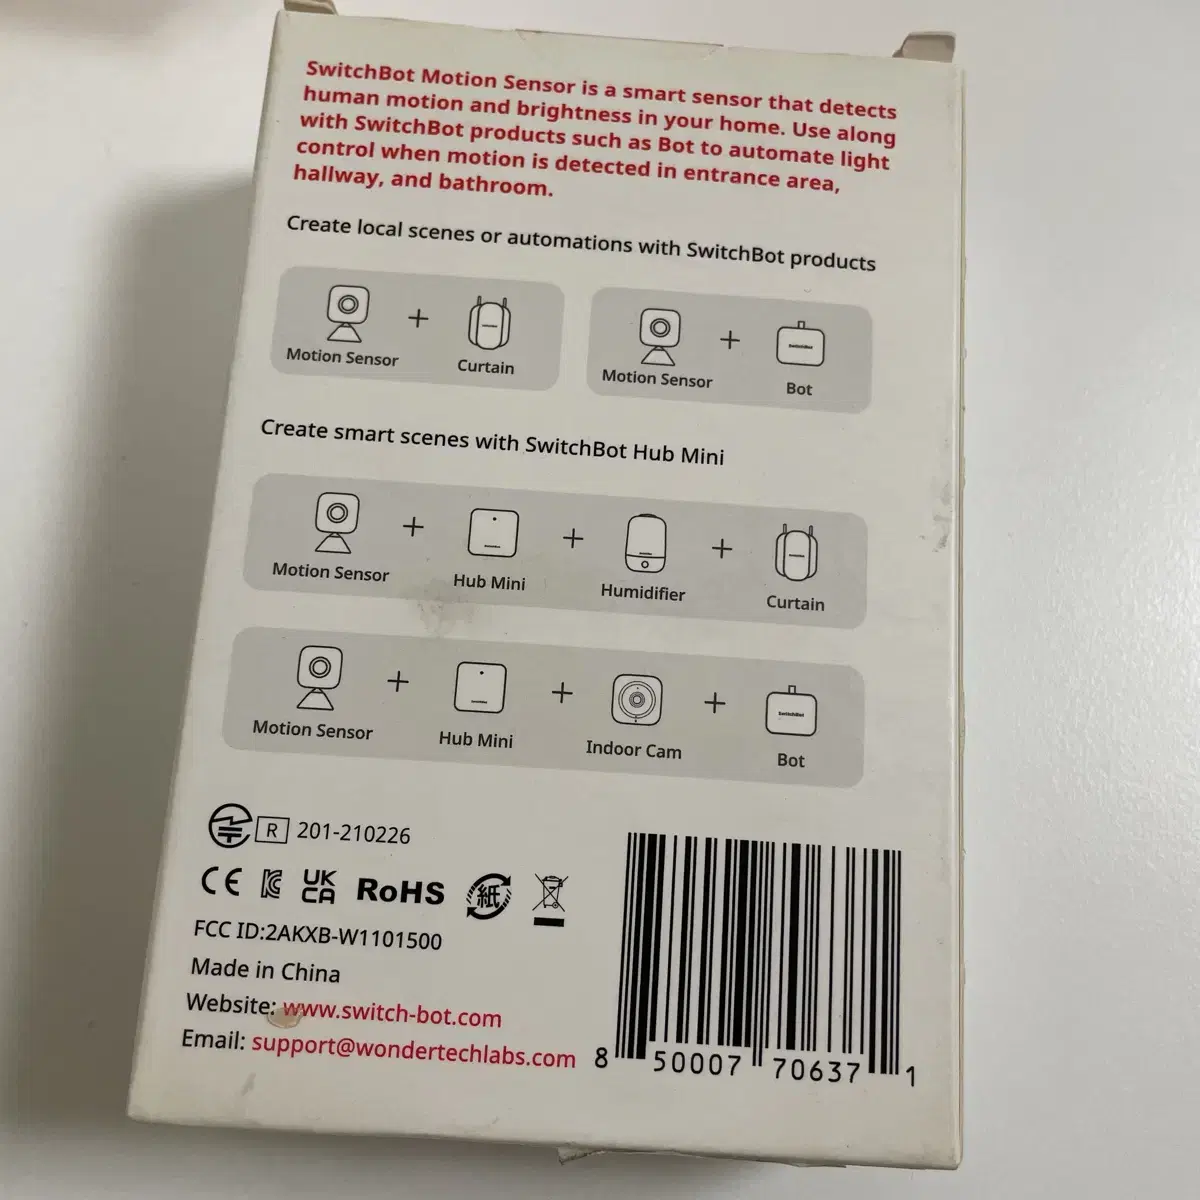 SwitchBot Motion Sensor is a smart sensor that detects
human motion and brightness in your home. Use along
with SwitchBot products such as Bot to automate light
control when motion is detected in entrance area,
hallway, and bathroom.
Create local scenes or automations with SwitchBot products
Motion Sensor + Curtain
Motion Sensor + SwitchBot Bot
Create smart scenes with SwitchBot Hub Mini
Motion Sensor + Hub Mini + Humidifier + Curtain
Motion Sensor + Hub Mini + Indoor Cam + SwitchBot Bot
R 201-210226
CE KC UK CA RoHS 紙
FCC ID:2AKXB-W1101500
Made in China
Website: www.switch-bot.com
Email: support@wondertechlabs.com
8 50007 70637 1